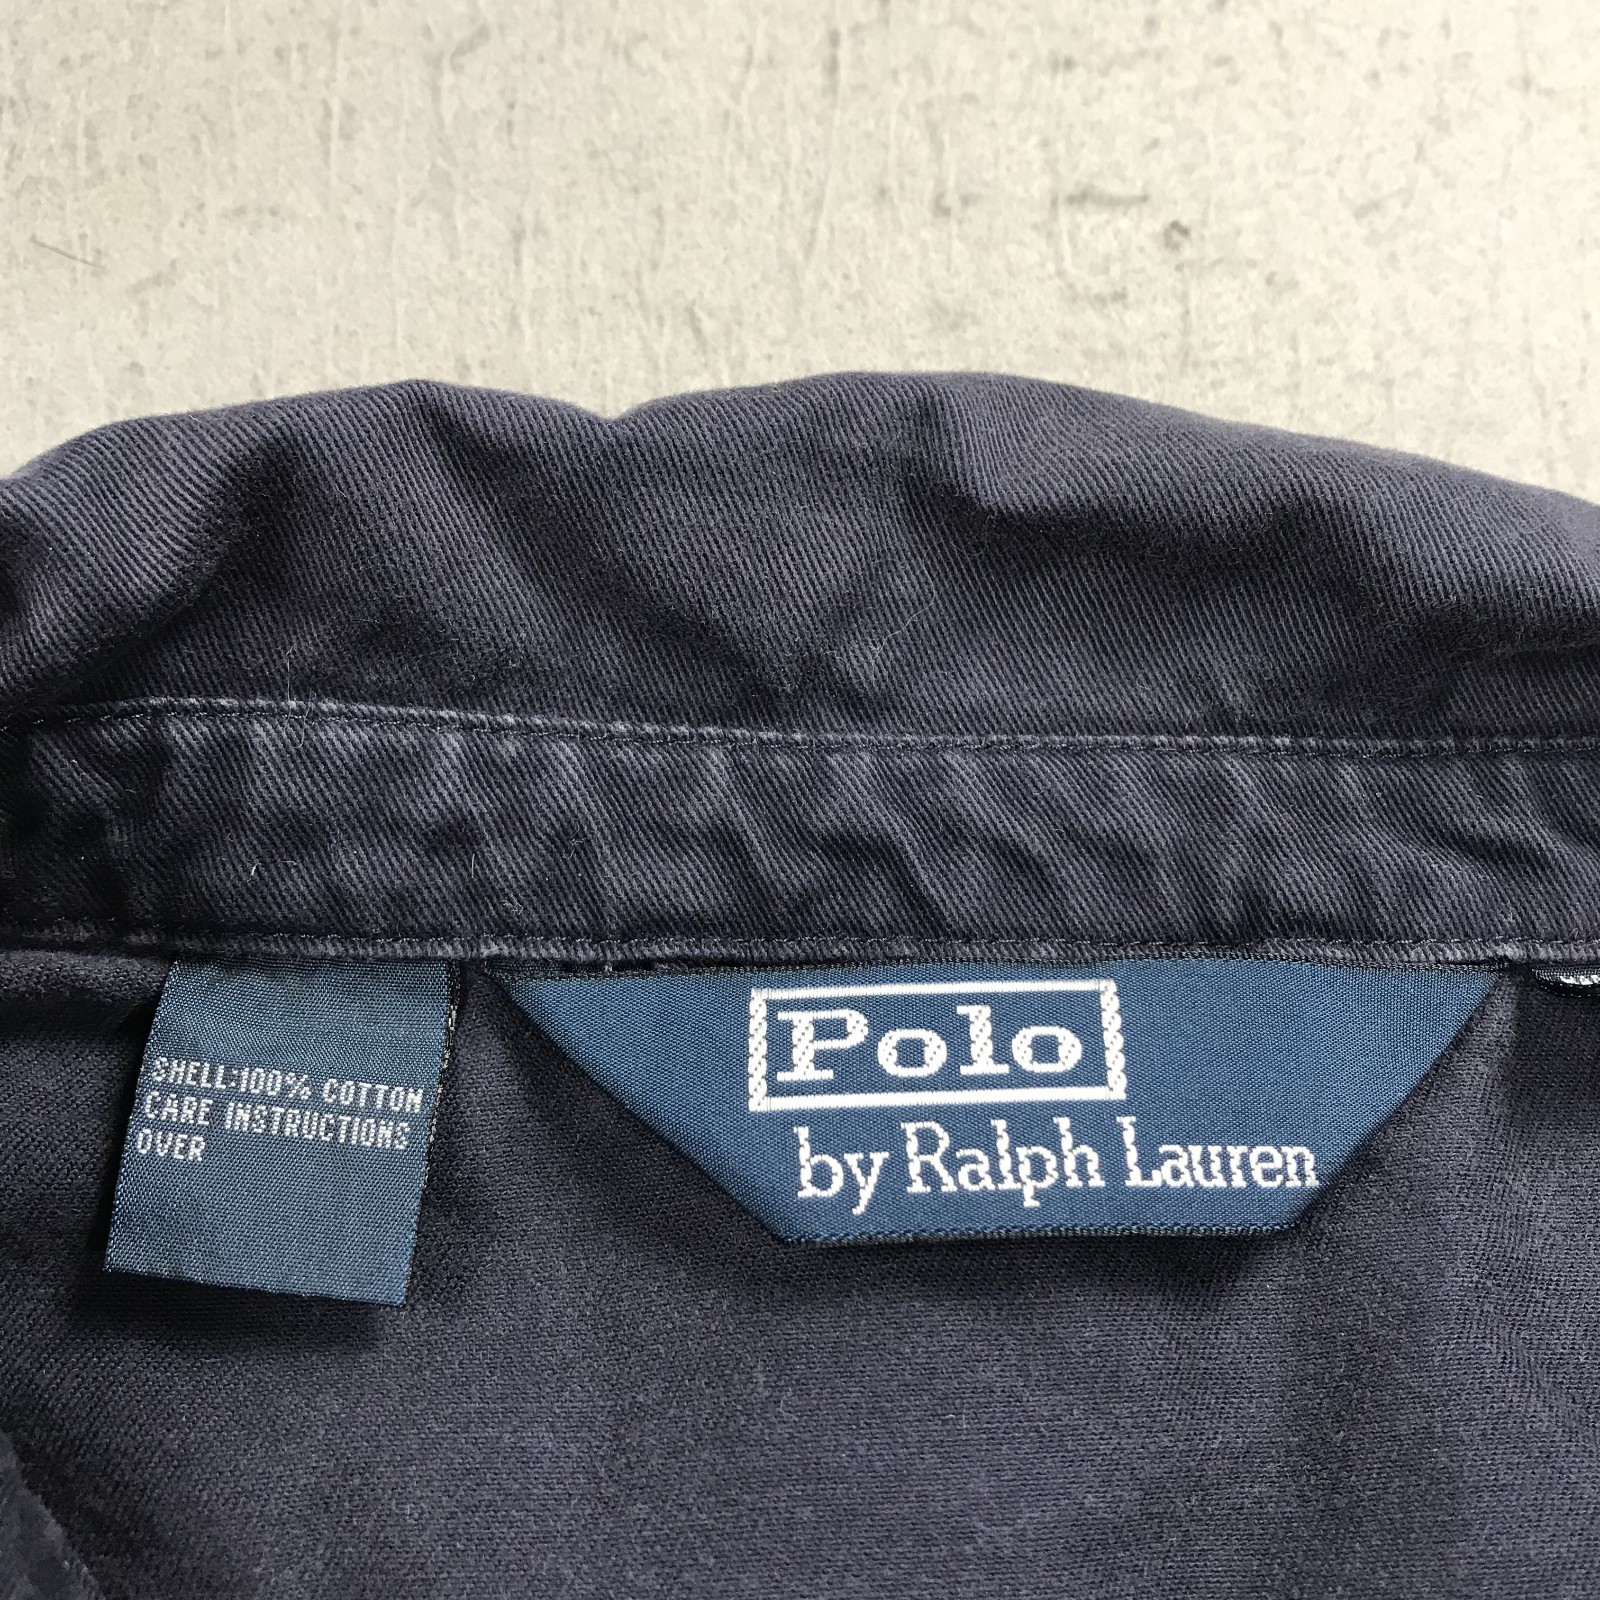 SHELL:100% COTTON
CARE INSTRUCTIONS
OVER
Polo
by Ralph Lauren